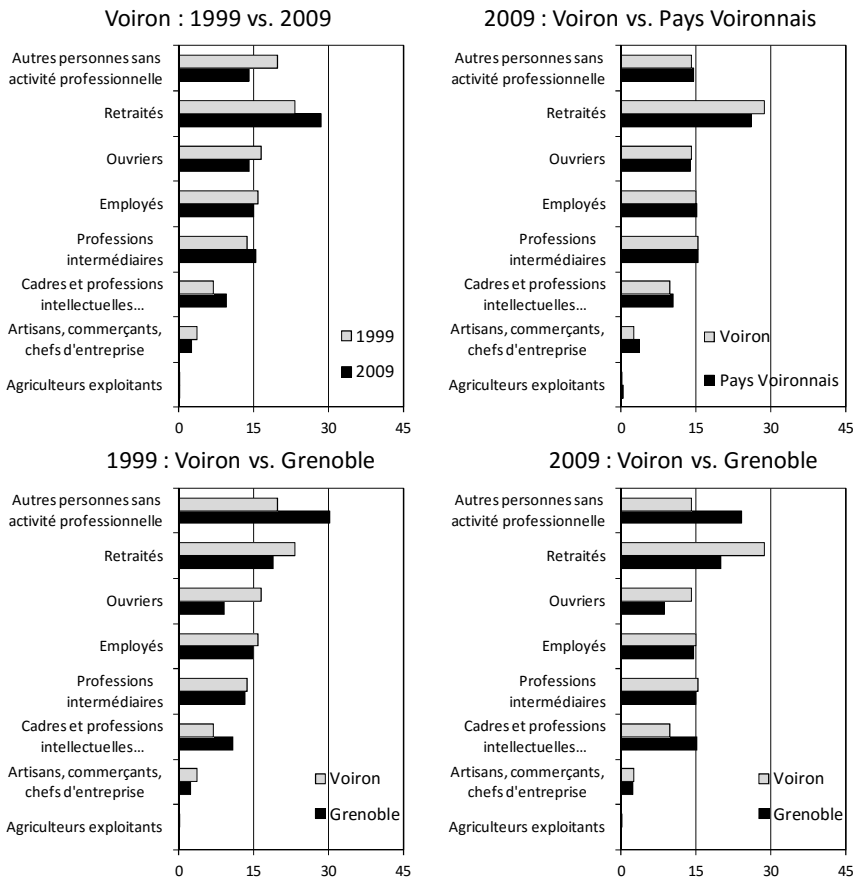 Voiron : 1999 vs. 2009
Autres personnes sans
activité professionnelle
Retraités
Ouvriers
Employés
Professions
intermédiaires
Cadres et professions
intellectuelles…
Artisans, commerçants,
chefs d'entreprise
Agriculteurs exploitants
1999
2009
0 15 30 45
2009 : Voiron vs. Pays Voironnais
Autres personnes sans
activité professionnelle
Retraités
Ouvriers
Employés
Professions
intermédiaires
Cadres et professions
intellectuelles…
Artisans, commerçants,
chefs d'entreprise
Agriculteurs exploitants
Voiron
Pays Voironnais
0 15 30 45
1999 : Voiron vs. Grenoble
Autres personnes sans
activité professionnelle
Retraités
Ouvriers
Employés
Professions
intermédiaires
Cadres et professions
intellectuelles…
Artisans, commerçants,
chefs d'entreprise
Agriculteurs exploitants
Voiron
Grenoble
0 15 30 45
2009 : Voiron vs. Grenoble
Autres personnes sans
activité professionnelle
Retraités
Ouvriers
Employés
Professions
intermédiaires
Cadres et professions
intellectuelles…
Artisans, commerçants,
chefs d'entreprise
Agriculteurs exploitants
Voiron
Grenoble
0 15 30 45